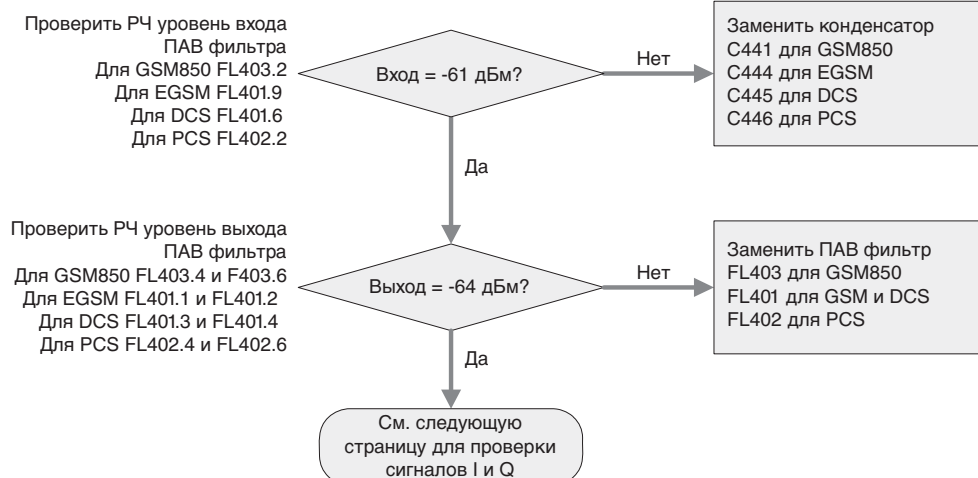 Проверить РЧ уровень входа
ПАВ фильтра
Для GSM850 FL403.2
Для EGSM FL401.9
Для DCS FL401.6
Для PCS FL402.2
Вход = -61 дБм?
Нет
Заменить конденсатор
C441 для GSM850
C444 для EGSM
C445 для DCS
C446 для PCS
Да
Проверить РЧ уровень выхода
ПАВ фильтра
Для GSM850 FL403.4 и F403.6
Для EGSM FL401.1 и FL401.2
Для DCS FL401.3 и FL401.4
Для PCS FL402.4 и FL402.6
Выход = -64 дБм?
Нет
Заменить ПАВ фильтр
FL403 для GSM850
FL401 для GSM и DCS
FL402 для PCS
Да
См. следующую
страницу для проверки
сигналов I и Q